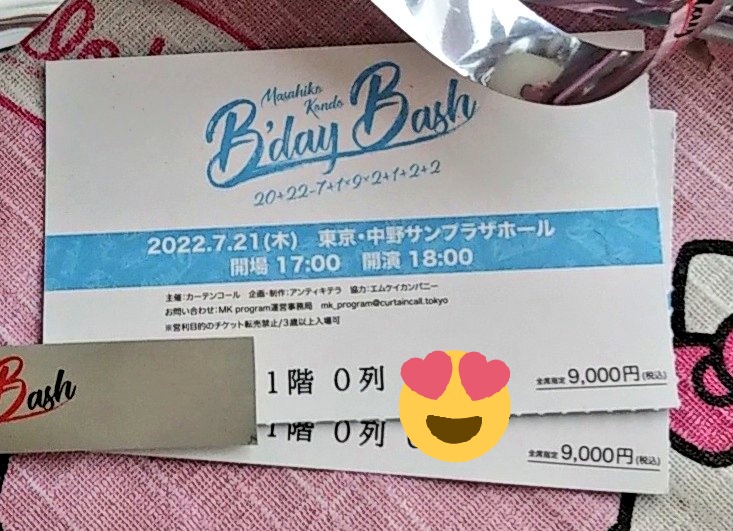 Masahiko
Kondo
B'day Bash
20+22-7+1×9×2+1+2+2
2022.7.21(木) 東京・中野サンプラザホール
開場 17:00 開演 18:00
主催:カーテンコール 企画・制作:アンティキテラ 協力:エムケイカンパニー
お問い合わせ:MK program運営事務局 mk_program@curtaincall.tokyo
※営利目的のチケット転売禁止/3歳以上入場可
1階 0列
全席指定 9,000円(税込)
Bash
1階 0列
全席指定 9,000円(税込)